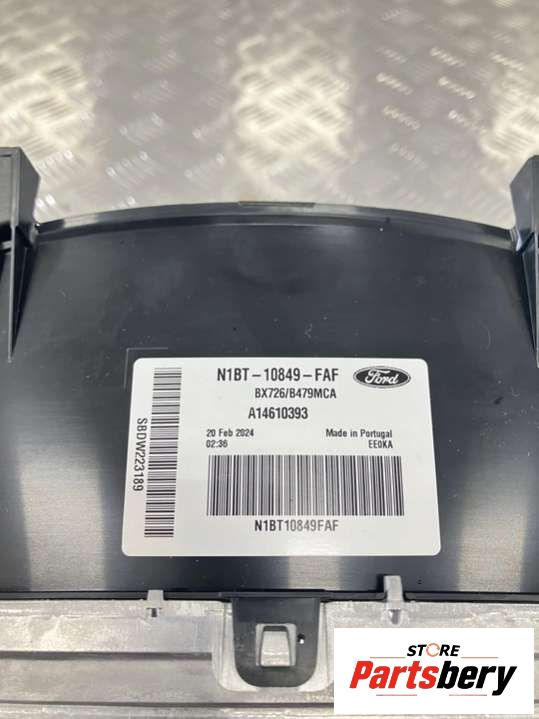 N1BT-10849-FAF
Ford
BX726/B479MCA
A14610393
20 Feb 2024
02:36
Made in Portugal
EE0KA
SBDW223189
N1BT10849FAF
STORE
Partsbery